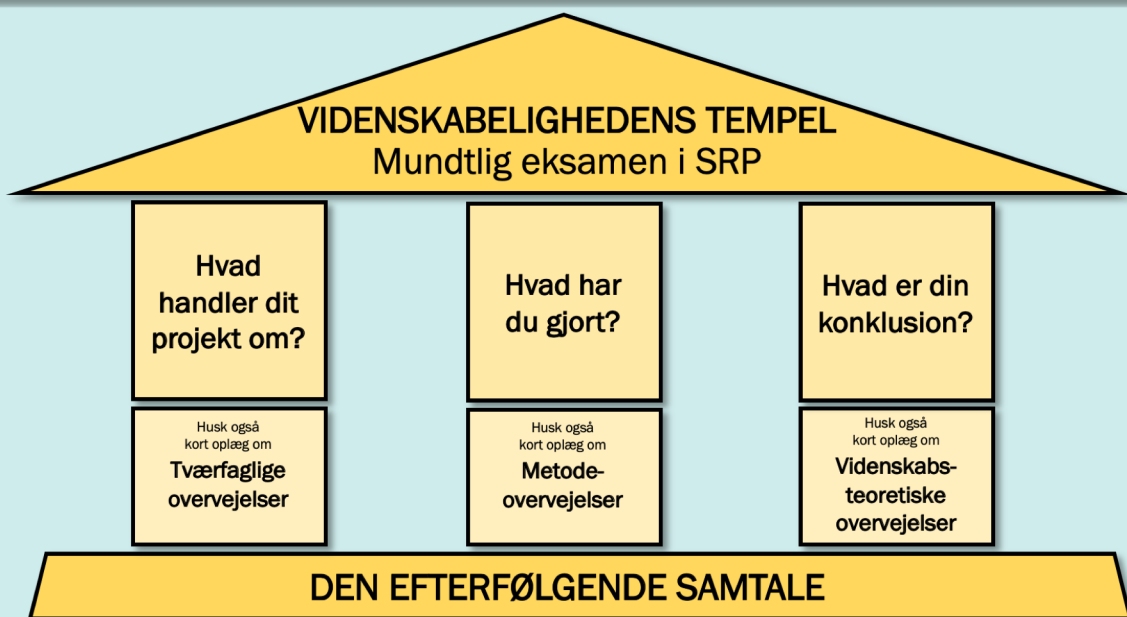 VIDENSKABELIGHEDENS TEMPEL
Mundtlig eksamen i SRP
Hvad
handler dit
projekt om?
Husk også
kort oplæg om
Tværfaglige
overvejelser
Hvad har
du gjort?
Husk også
kort oplæg om
Metode-
overvejelser
Hvad er din
konklusion?
Husk også
kort oplæg om
Videnskabs-
teoretiske
overvejelser
DEN EFTERFØLGENDE SAMTALE